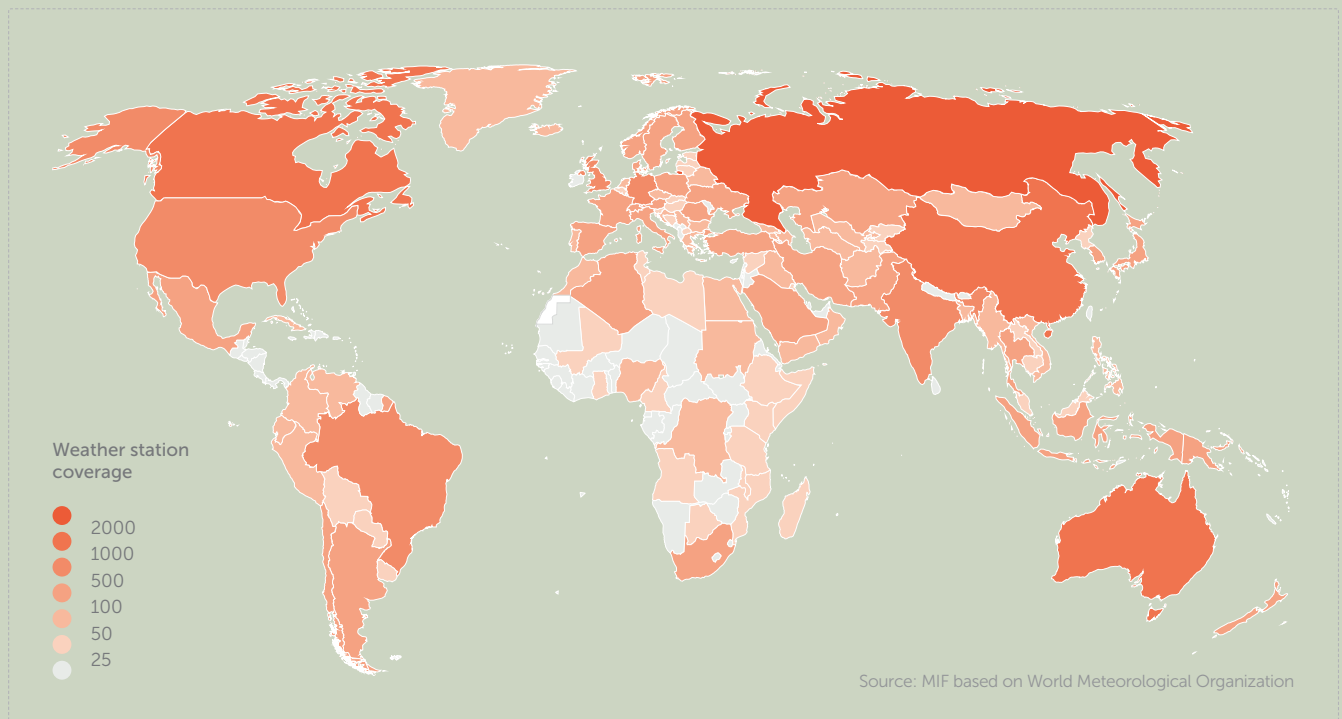 Weather station
coverage
2000
1000
500
100
50
25
Source: MIF based on World Meteorological Organization